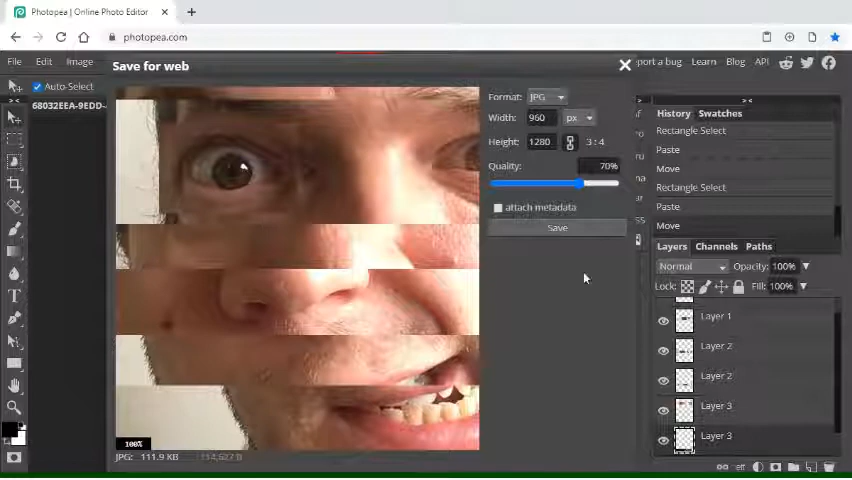 Photopea | Online Photo Editor
photopea.com
File Edit Image
port a bug Learn Blog API
Auto-Select
68032EEA-9EDD-
Save for web
Format: JPG
Width: 960 px
Height: 1280 3 : 4
Quality: 70%
attach metadata
Save
100%
JPG: 111.9 KB 114,627 B
History Swatches
Rectangle Select
Paste
Move
Rectangle Select
Paste
Move
Layers Channels Paths
Normal Opacity: 100%
Lock: Fill: 100%
Layer 1
Layer 2
Layer 2
Layer 3
Layer 3
eff